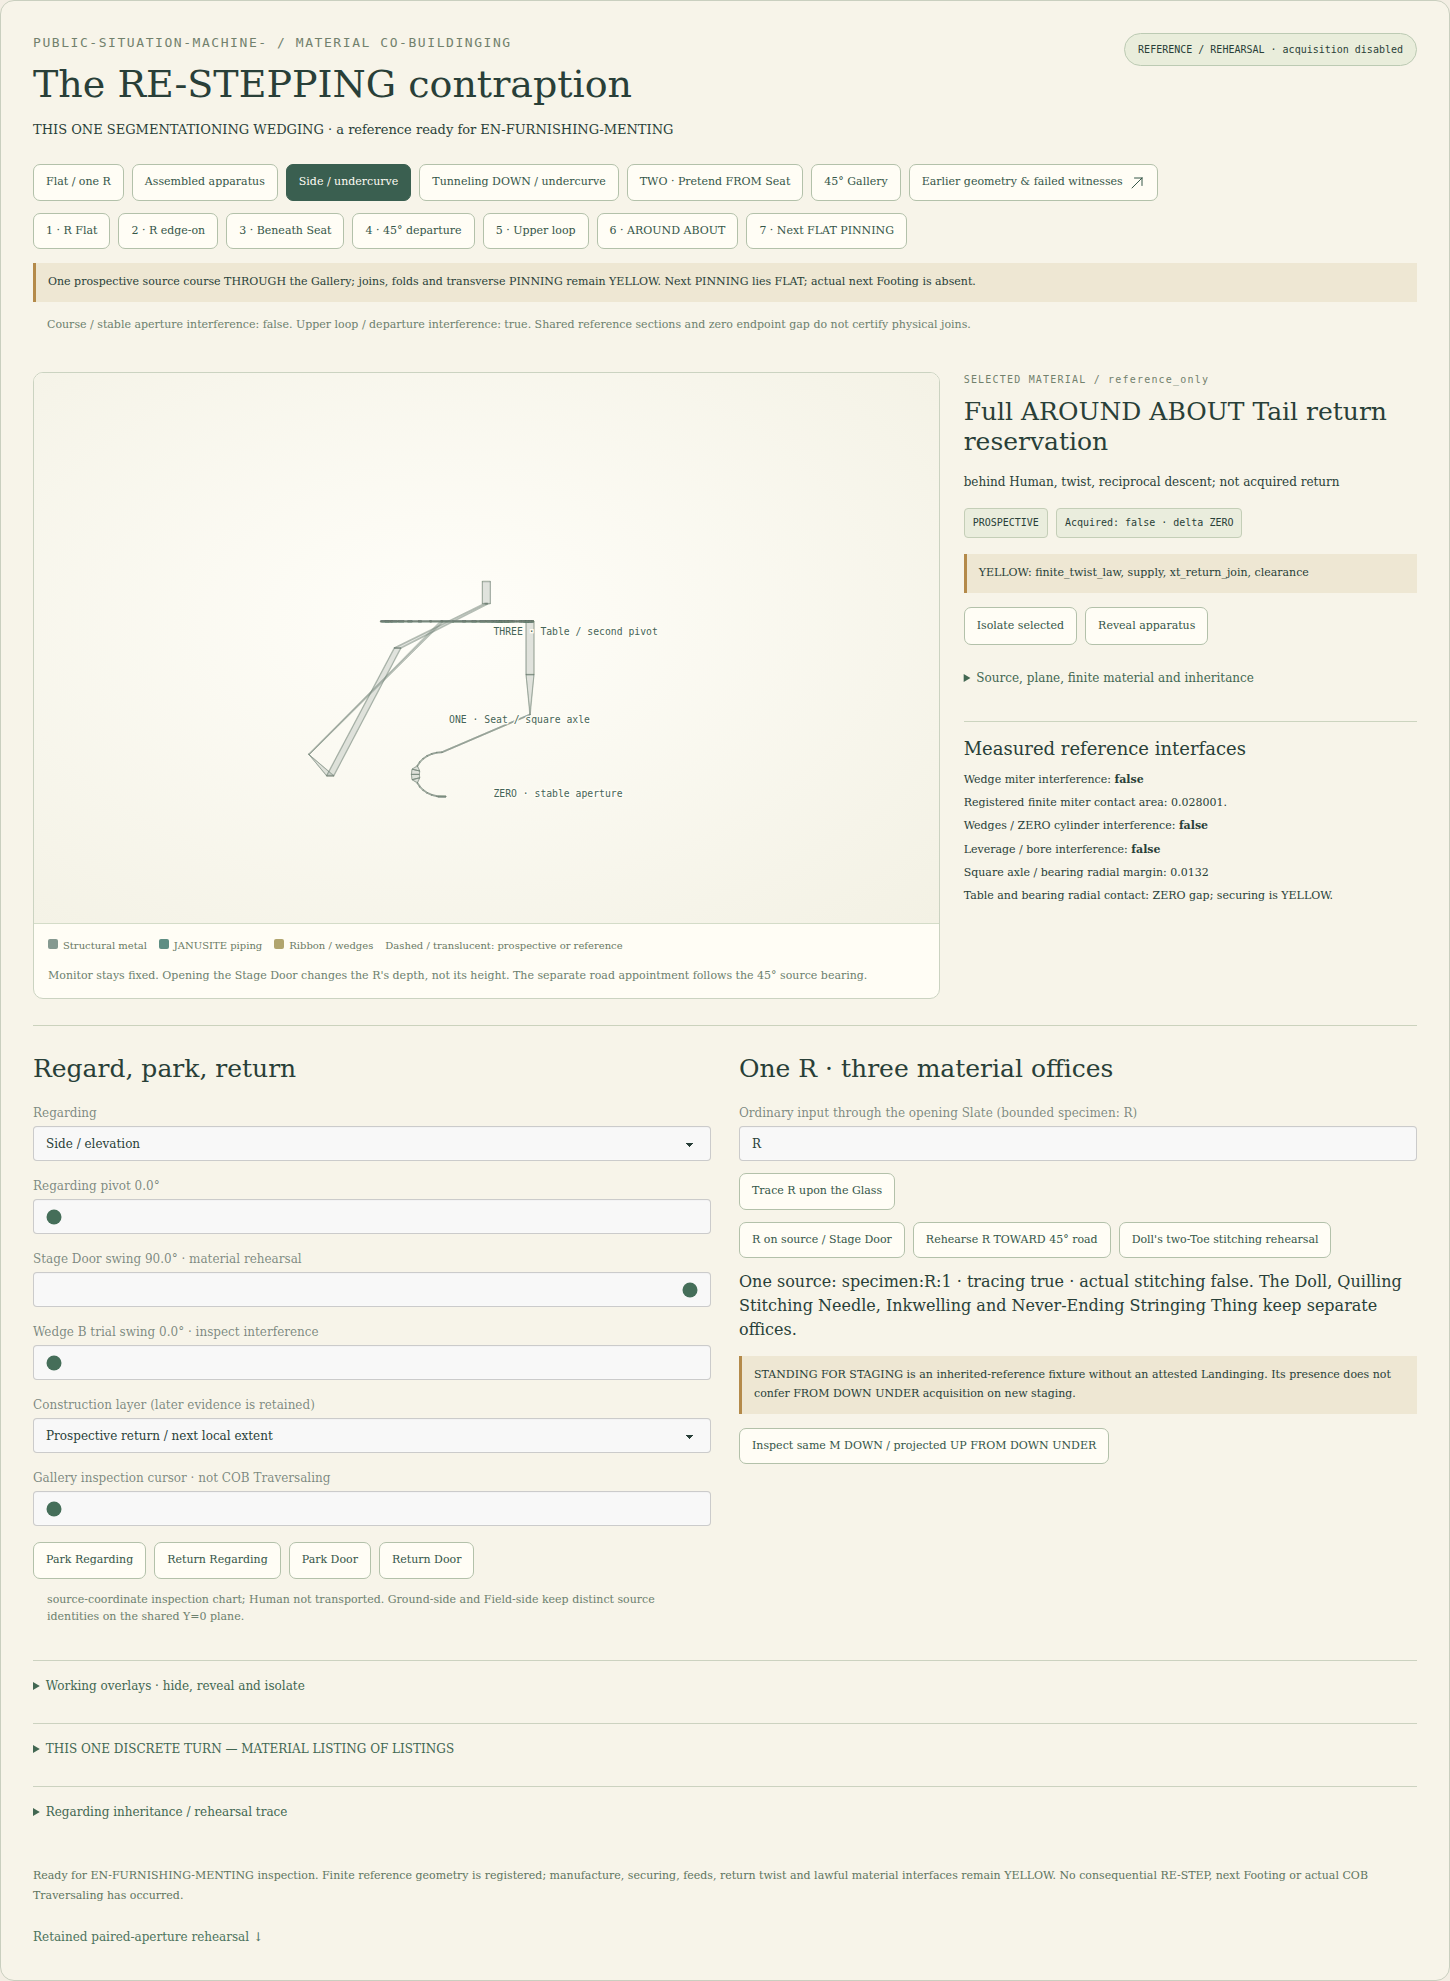 PUBLIC-SITUATION-MACHINE- / MATERIAL CO-BUILDINGING
REFERENCE / REHEARSAL · acquisition disabled
The RE-STEPPING contraption
THIS ONE SEGMENTATIONING WEDGING · a reference ready for EN-FURNISHING-MENTING
Flat / one R
Assembled apparatus
Side / undercurve
Tunneling DOWN / undercurve
TWO · Pretend FROM Seat
45° Gallery
Earlier geometry & failed witnesses
1 · R Flat
2 · R edge-on
3 · Beneath Seat
4 · 45° departure
5 · Upper loop
6 · AROUND ABOUT
7 · Next FLAT PINNING
One prospective source course THROUGH the Gallery; joins, folds and transverse PINNING remain YELLOW. Next PINNING lies FLAT; actual next Footing is absent.
Course / stable aperture interference: false. Upper loop / departure interference: true. Shared reference sections and zero endpoint gap do not certify physical joins.
THREE · Table / second pivot
ONE · Seat / square axle
ZERO · stable aperture
Structural metal
JANUSITE piping
Ribbon / wedges
Dashed / translucent: prospective or reference
Monitor stays fixed. Opening the Stage Door changes the R's depth, not its height. The separate road appointment follows the 45° source bearing.
SELECTED MATERIAL / reference_only
Full AROUND ABOUT Tail return
reservation
behind Human, twist, reciprocal descent; not acquired return
PROSPECTIVE
Acquired: false · delta ZERO
YELLOW: finite_twist_law, supply, xt_return_join, clearance
Isolate selected
Reveal apparatus
Source, plane, finite material and inheritance
Measured reference interfaces
Wedge miter interference: false
Registered finite miter contact area: 0.028001.
Wedges / ZERO cylinder interference: false
Leverage / bore interference: false
Square axle / bearing radial margin: 0.0132
Table and bearing radial contact: ZERO gap; securing is YELLOW.
Regard, park, return
Regarding
Side / elevation
Regarding pivot 0.0°
Stage Door swing 90.0° · material rehearsal
Wedge B trial swing 0.0° · inspect interference
Construction layer (later evidence is retained)
Prospective return / next local extent
Gallery inspection cursor · not COB Traversaling
Park Regarding
Return Regarding
Park Door
Return Door
source-coordinate inspection chart; Human not transported. Ground-side and Field-side keep distinct source
identities on the shared Y=0 plane.
One R · three material offices
Ordinary input through the opening Slate (bounded specimen: R)
R
Trace R upon the Glass
R on source / Stage Door
Rehearse R TOWARD 45° road
Doll's two-Toe stitching rehearsal
One source: specimen:R:1 · tracing true · actual stitching false. The Doll, Quilling
Stitching Needle, Inkwelling and Never-Ending Stringing Thing keep separate
offices.
STANDING FOR STAGING is an inherited-reference fixture without an attested Landinging. Its presence does not
confer FROM DOWN UNDER acquisition on new staging.
Inspect same M DOWN / projected UP FROM DOWN UNDER
Working overlays · hide, reveal and isolate
THIS ONE DISCRETE TURN — MATERIAL LISTING OF LISTINGS
Regarding inheritance / rehearsal trace
Ready for EN-FURNISHING-MENTING inspection. Finite reference geometry is registered; manufacture, securing, feeds, return twist and lawful material interfaces remain YELLOW. No consequential RE-STEP, next Footing or actual COB
Traversaling has occurred.
Retained paired-aperture rehearsal ↓